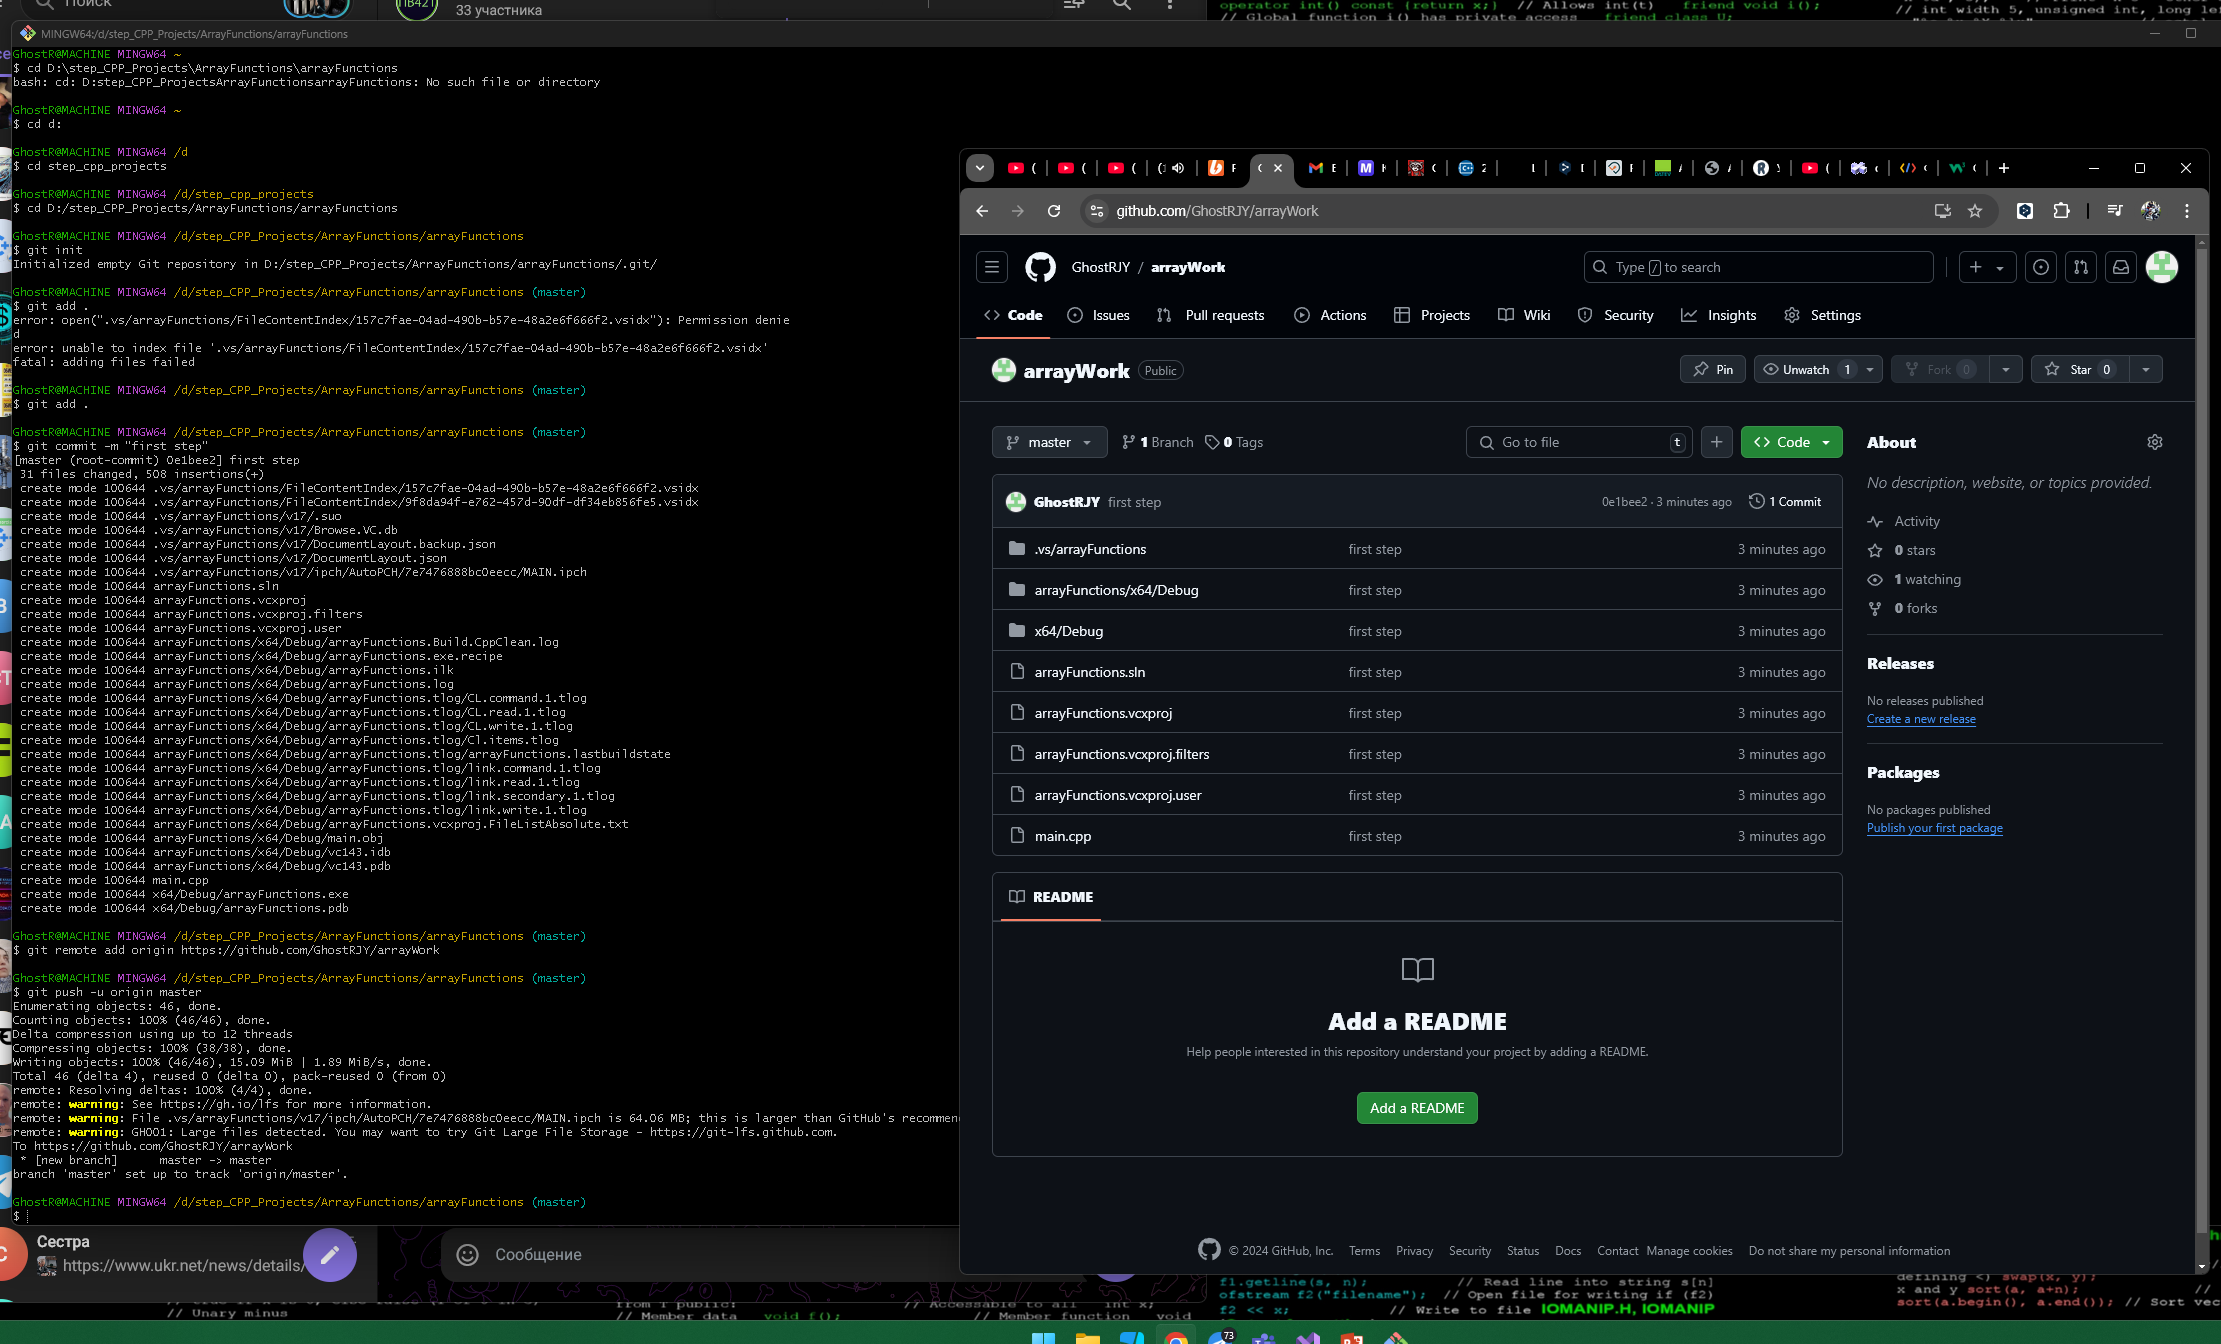 Поиск
ПВ421
33 участника
operator int() const {return x;}  // Allows int(t)   friend void i();
// Global function i() has private access   friend class U;
// int width 5, unsigned int, long
MINGW64:/d/step_CPP_Projects/ArrayFunctions/arrayFunctions
GhostR@MACHINE MINGW64 ~
$ cd D:\step_CPP_Projects\ArrayFunctions\arrayFunctions
bash: cd: D:step_CPP_ProjectsArrayFunctionsarrayFunctions: No such file or directory
GhostR@MACHINE MINGW64 ~
$ cd d:
GhostR@MACHINE MINGW64 /d
$ cd step_cpp_projects
GhostR@MACHINE MINGW64 /d/step_cpp_projects
$ cd D:/step_CPP_Projects/ArrayFunctions/arrayFunctions
GhostR@MACHINE MINGW64 /d/step_CPP_Projects/ArrayFunctions/arrayFunctions
$ git init
Initialized empty Git repository in D:/step_CPP_Projects/ArrayFunctions/arrayFunctions/.git/
GhostR@MACHINE MINGW64 /d/step_CPP_Projects/ArrayFunctions/arrayFunctions (master)
$ git add .
error: open(".vs/arrayFunctions/FileContentIndex/157c7fae-04ad-490b-b57e-48a2e6f666f2.vsidx"): Permission denie
d
error: unable to index file '.vs/arrayFunctions/FileContentIndex/157c7fae-04ad-490b-b57e-48a2e6f666f2.vsidx'
fatal: adding files failed
GhostR@MACHINE MINGW64 /d/step_CPP_Projects/ArrayFunctions/arrayFunctions (master)
$ git add .
GhostR@MACHINE MINGW64 /d/step_CPP_Projects/ArrayFunctions/arrayFunctions (master)
$ git commit -m "first step"
[master (root-commit) 0e1bee2] first step
31 files changed, 508 insertions(+)
create mode 100644 .vs/arrayFunctions/FileContentIndex/157c7fae-04ad-490b-b57e-48a2e6f666f2.vsidx
create mode 100644 .vs/arrayFunctions/FileContentIndex/9f8da94f-e762-457d-90df-df34eb856fe5.vsidx
create mode 100644 .vs/arrayFunctions/v17/.suo
create mode 100644 .vs/arrayFunctions/v17/Browse.VC.db
create mode 100644 .vs/arrayFunctions/v17/DocumentLayout.backup.json
create mode 100644 .vs/arrayFunctions/v17/DocumentLayout.json
create mode 100644 .vs/arrayFunctions/v17/ipch/AutoPCH/7e7476888bc0eecc/MAIN.ipch
create mode 100644 arrayFunctions.sln
create mode 100644 arrayFunctions.vcxproj
create mode 100644 arrayFunctions.vcxproj.filters
create mode 100644 arrayFunctions.vcxproj.user
create mode 100644 arrayFunctions/x64/Debug/arrayFunctions.Build.CppClean.log
create mode 100644 arrayFunctions/x64/Debug/arrayFunctions.exe.recipe
create mode 100644 arrayFunctions/x64/Debug/arrayFunctions.ilk
create mode 100644 arrayFunctions/x64/Debug/arrayFunctions.log
create mode 100644 arrayFunctions/x64/Debug/arrayFunctions.tlog/CL.command.1.tlog
create mode 100644 arrayFunctions/x64/Debug/arrayFunctions.tlog/CL.read.1.tlog
create mode 100644 arrayFunctions/x64/Debug/arrayFunctions.tlog/CL.write.1.tlog
create mode 100644 arrayFunctions/x64/Debug/arrayFunctions.tlog/Cl.items.tlog
create mode 100644 arrayFunctions/x64/Debug/arrayFunctions.tlog/arrayFunctions.lastbuildstate
create mode 100644 arrayFunctions/x64/Debug/arrayFunctions.tlog/link.command.1.tlog
create mode 100644 arrayFunctions/x64/Debug/arrayFunctions.tlog/link.read.1.tlog
create mode 100644 arrayFunctions/x64/Debug/arrayFunctions.tlog/link.secondary.1.tlog
create mode 100644 arrayFunctions/x64/Debug/arrayFunctions.tlog/link.write.1.tlog
create mode 100644 arrayFunctions/x64/Debug/arrayFunctions.vcxproj.FileListAbsolute.txt
create mode 100644 arrayFunctions/x64/Debug/main.obj
create mode 100644 arrayFunctions/x64/Debug/vc143.idb
create mode 100644 arrayFunctions/x64/Debug/vc143.pdb
create mode 100644 main.cpp
create mode 100644 x64/Debug/arrayFunctions.exe
create mode 100644 x64/Debug/arrayFunctions.pdb
GhostR@MACHINE MINGW64 /d/step_CPP_Projects/ArrayFunctions/arrayFunctions (master)
$ git remote add origin https://github.com/GhostRJY/arrayWork
GhostR@MACHINE MINGW64 /d/step_CPP_Projects/ArrayFunctions/arrayFunctions (master)
$ git push -u origin master
Enumerating objects: 46, done.
Counting objects: 100% (46/46), done.
Delta compression using up to 12 threads
Compressing objects: 100% (38/38), done.
Writing objects: 100% (46/46), 15.09 MiB | 1.89 MiB/s, done.
Total 46 (delta 4), reused 0 (delta 0), pack-reused 0 (from 0)
remote: Resolving deltas: 100% (4/4), done.
remote: warning: See https://gh.io/lfs for more information.
remote: warning: File .vs/arrayFunctions/v17/ipch/AutoPCH/7e7476888bc0eecc/MAIN.ipch is 64.06 MB; this is larger than GitHub's recommen
remote: warning: GH001: Large files detected. You may want to try Git Large File Storage - https://git-lfs.github.com.
To https://github.com/GhostRJY/arrayWork
* [new branch]      master -> master
branch 'master' set up to track 'origin/master'.
GhostR@MACHINE MINGW64 /d/step_CPP_Projects/ArrayFunctions/arrayFunctions (master)
$
github.com/GhostRJY/arrayWork
GhostRJY / arrayWork
Type / to search
Code Issues Pull requests Actions Projects Wiki Security Insights Settings
arrayWork Public
Pin Unwatch 1 Fork 0 Star 0
master 1 Branch 0 Tags
Go to file t
Code
GhostRJY first step 0e1bee2 · 3 minutes ago 1 Commit
.vs/arrayFunctions first step 3 minutes ago
arrayFunctions/x64/Debug first step 3 minutes ago
x64/Debug first step 3 minutes ago
arrayFunctions.sln first step 3 minutes ago
arrayFunctions.vcxproj first step 3 minutes ago
arrayFunctions.vcxproj.filters first step 3 minutes ago
arrayFunctions.vcxproj.user first step 3 minutes ago
main.cpp first step 3 minutes ago
README
Add a README
Help people interested in this repository understand your project by adding a README.
Add a README
About
No description, website, or topics provided.
Activity
0 stars
1 watching
0 forks
Releases
No releases published
Create a new release
Packages
No packages published
Publish your first package
© 2024 GitHub, Inc. Terms Privacy Security Status Docs Contact Manage cookies Do not share my personal information
Сестра
https://www.ukr.net/news/details/
Сообщение
f1.getline(s, n);            // Read line into string s[n]
ofstream f2("filename");  // Open file for writing if (f2)
f2 << x;             // Write to file IOMANIP.H, IOMANIP
defining <) swap(x, y);
x and y sort(a, a+n);
sort(a.begin(), a.end()); // Sort vec
// Unary minus
from T public:        // Accessable to all   int x;
// Member data   void f();       // Member function   void
73